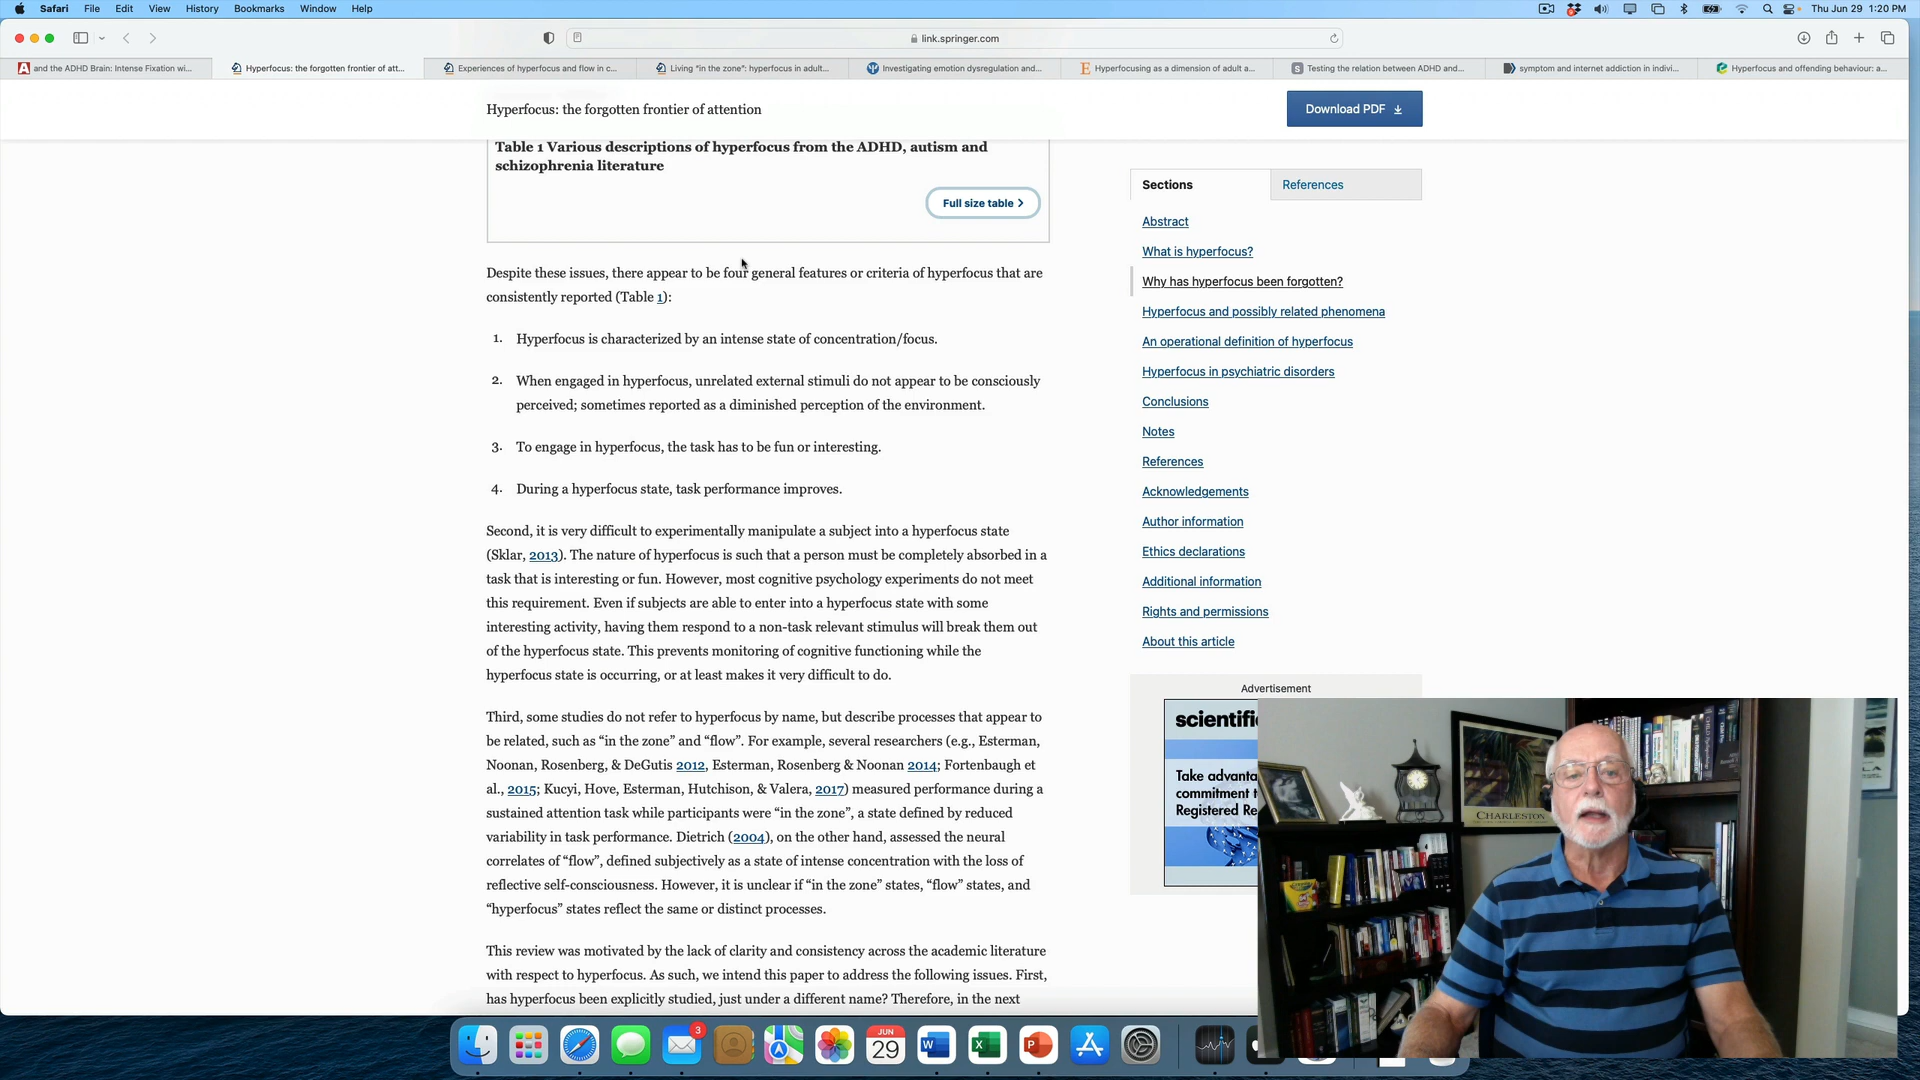 Safari File Edit View History Bookmarks Window Help Thu Jun 29 1:20 PM
link.springer.com
and the ADHD Brain: Intense Fixation wi...
Hyperfocus: the forgotten frontier of att...
Experiences of hyperfocus and flow in c...
Living "in the zone": hyperfocus in adult...
Investigating emotion dysregulation and...
Hyperfocusing as a dimension of adult a...
Testing the relation between ADHD and...
symptom and internet addiction in indivi...
Hyperfocus and offending behaviour: a...
Hyperfocus: the forgotten frontier of attention
Download PDF
Table 1 Various descriptions of hyperfocus from the ADHD, autism and
schizophrenia literature
Full size table
Despite these issues, there appear to be four general features or criteria of hyperfocus that are
consistently reported (Table 1):
1. Hyperfocus is characterized by an intense state of concentration/focus.
2. When engaged in hyperfocus, unrelated external stimuli do not appear to be consciously
perceived; sometimes reported as a diminished perception of the environment.
3. To engage in hyperfocus, the task has to be fun or interesting.
4. During a hyperfocus state, task performance improves.
Second, it is very difficult to experimentally manipulate a subject into a hyperfocus state
(Sklar, 2013). The nature of hyperfocus is such that a person must be completely absorbed in a
task that is interesting or fun. However, most cognitive psychology experiments do not meet
this requirement. Even if subjects are able to enter into a hyperfocus state with some
interesting activity, having them respond to a non-task relevant stimulus will break them out
of the hyperfocus state. This prevents monitoring of cognitive functioning while the
hyperfocus state is occurring, or at least makes it very difficult to do.
Third, some studies do not refer to hyperfocus by name, but describe processes that appear to
be related, such as “in the zone” and “flow”. For example, several researchers (e.g., Esterman,
Noonan, Rosenberg, & DeGutis 2012, Esterman, Rosenberg & Noonan 2014; Fortenbaugh et
al., 2015; Kucyi, Hove, Esterman, Hutchison, & Valera, 2017) measured performance during a
sustained attention task while participants were “in the zone”, a state defined by reduced
variability in task performance. Dietrich (2004), on the other hand, assessed the neural
correlates of “flow”, defined subjectively as a state of intense concentration with the loss of
reflective self-consciousness. However, it is unclear if “in the zone” states, “flow” states, and
“hyperfocus” states reflect the same or distinct processes.
This review was motivated by the lack of clarity and consistency across the academic literature
with respect to hyperfocus. As such, we intend this paper to address the following issues. First,
has hyperfocus been explicitly studied, just under a different name? Therefore, in the next
Sections References
Abstract
What is hyperfocus?
Why has hyperfocus been forgotten?
Hyperfocus and possibly related phenomena
An operational definition of hyperfocus
Hyperfocus in psychiatric disorders
Conclusions
Notes
References
Acknowledgements
Author information
Ethics declarations
Additional information
Rights and permissions
About this article
Advertisement
scientifi
Take advanta
commitment t
Registered Re
CHARLESTON
3
JUN
29